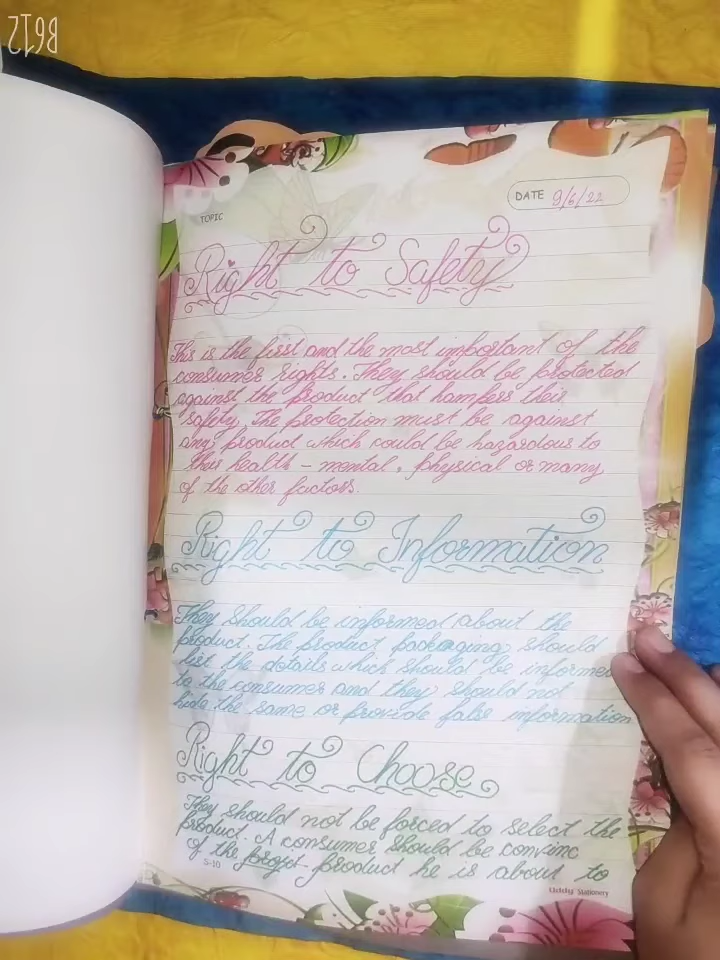 B612
DATE 9/6/22
TOPIC
Right to Safety
This is the first and the most important of the
consumer rights. They should be protected
against the product that hampers their
safety. The protection must be against
any product which could be hazardous to
their health - mental, physical or many
of the other factors.
Right to Information
They should be informed about the
product. The product packaging should
list the details which should be informed
to the consumer and they should not
hide the same or provide false information
Right to Choose
They should not be forced to select the
product. A consumer should be convinc
of the product he is about to
S-10
Uddy Stationery